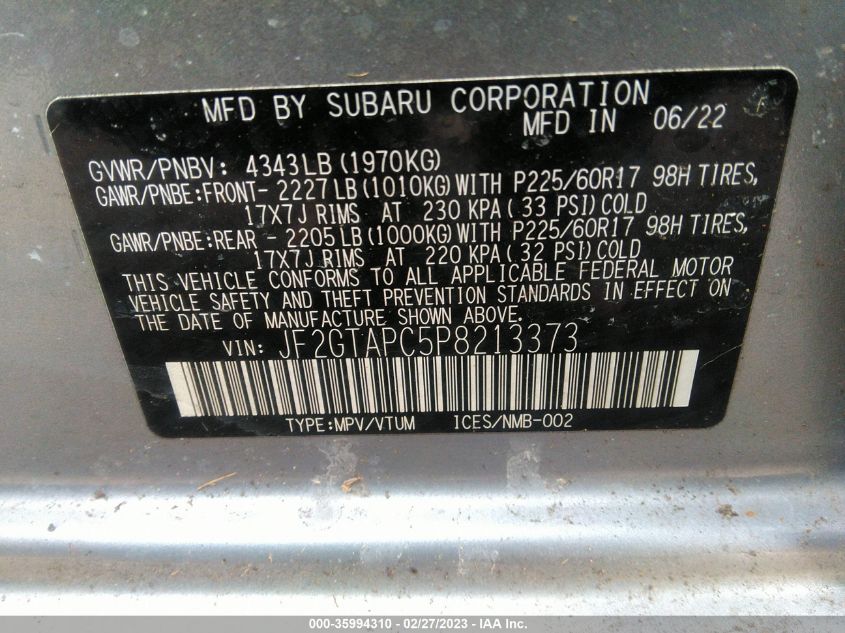 MFD BY SUBARU CORPORATION
MFD IN 06/22
GVWR/PNBV: 4343LB (1970KG)
GAWR/PNBE:FRONT- 2227LB (1010KG) WITH P225/60R17 98H TIRES,
17X7J RIMS AT 230 KPA( 33 PSI) COLD
GAWR/PNBE:REAR - 2205LB (1000KG) WITH P225/60R17 98H TIRES,
17X7J RIMS AT 220 KPA( 32 PSI) COLD
THIS VEHICLE CONFORMS TO ALL APPLICABLE FEDERAL MOTOR
VEHICLE SAFETY AND THEFT PREVENTION STANDARDS IN EFFECT ON
THE DATE OF MANUFACTURE SHOWN ABOVE.
VIN: JF2GTAPC5P8213373
TYPE:MPV/VTUM ICES/NMB-002
000-35994310 - 02/27/2023 - IAA Inc.